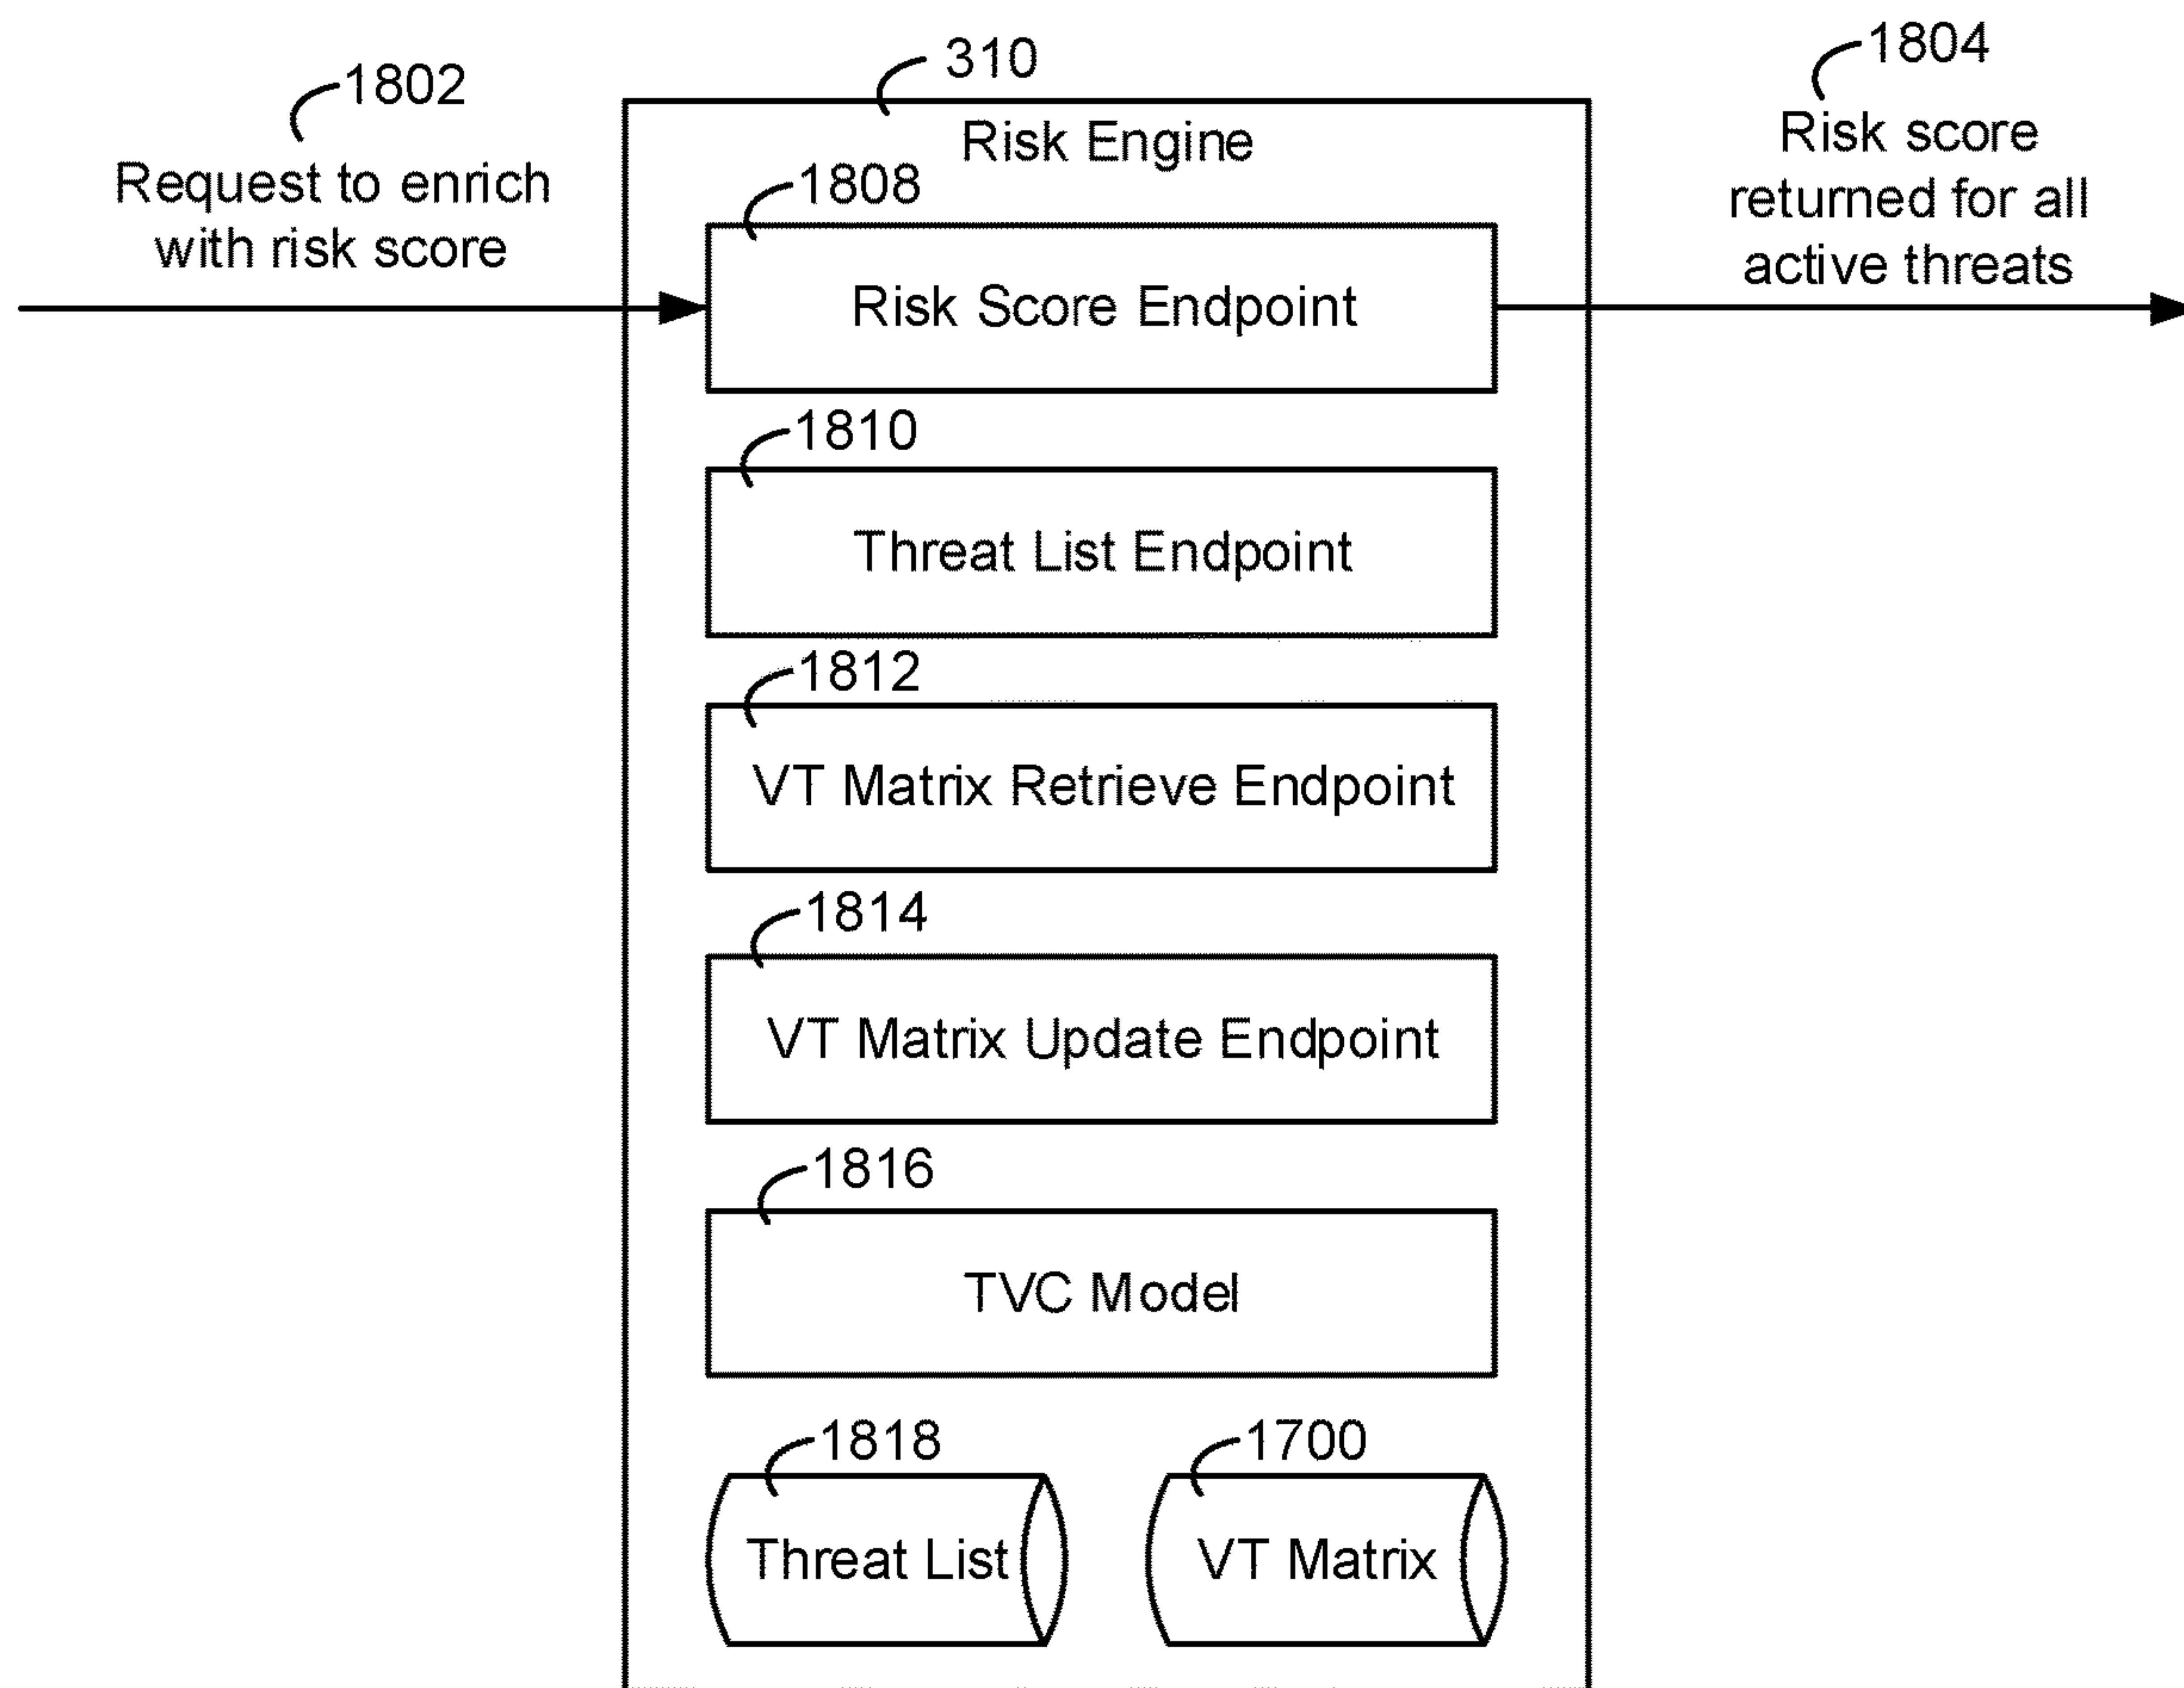 1802
Request to enrich
with risk score
310
Risk Engine
1804
Risk score
returned for all
active threats
1808
Risk Score Endpoint
1810
Threat List Endpoint
1812
VT Matrix Retrieve Endpoint
1814
VT Matrix Update Endpoint
1816
TVC Model
1818
Threat List
1700
VT Matrix